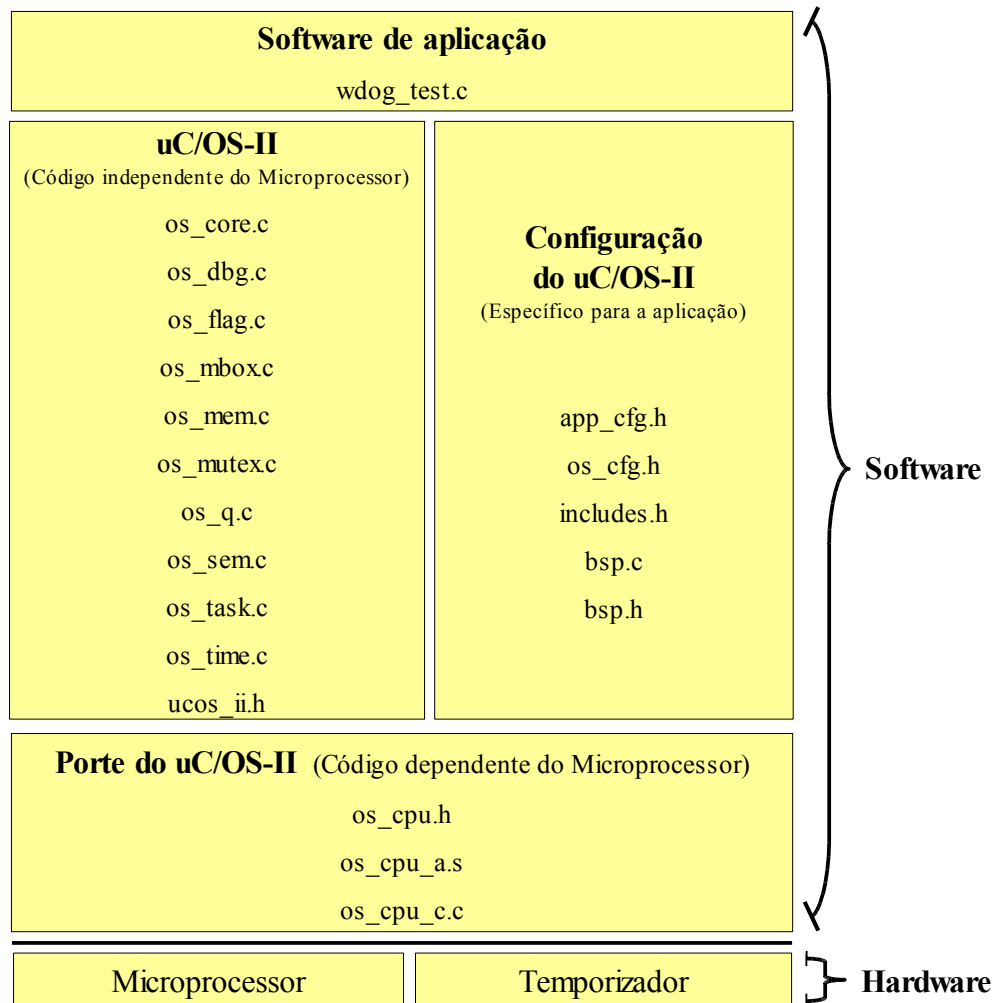 Software de aplicação
wdog_test.c
uC/OS-II
(Código independente do Microprocessor)
os_core.c
os_dbg.c
os_flag.c
os_mbox.c
os_mem.c
os_mutex.c
os_q.c
os_sem.c
os_task.c
os_time.c
ucos_ii.h
Configuração
do uC/OS-II
(Específico para a aplicação)
app_cfg.h
os_cfg.h
includes.h
bsp.c
bsp.h
Software
Porte do uC/OS-II (Código dependente do Microprocessor)
os_cpu.h
os_cpu_a.s
os_cpu_c.c
Microprocessor
Temporizador
Hardware